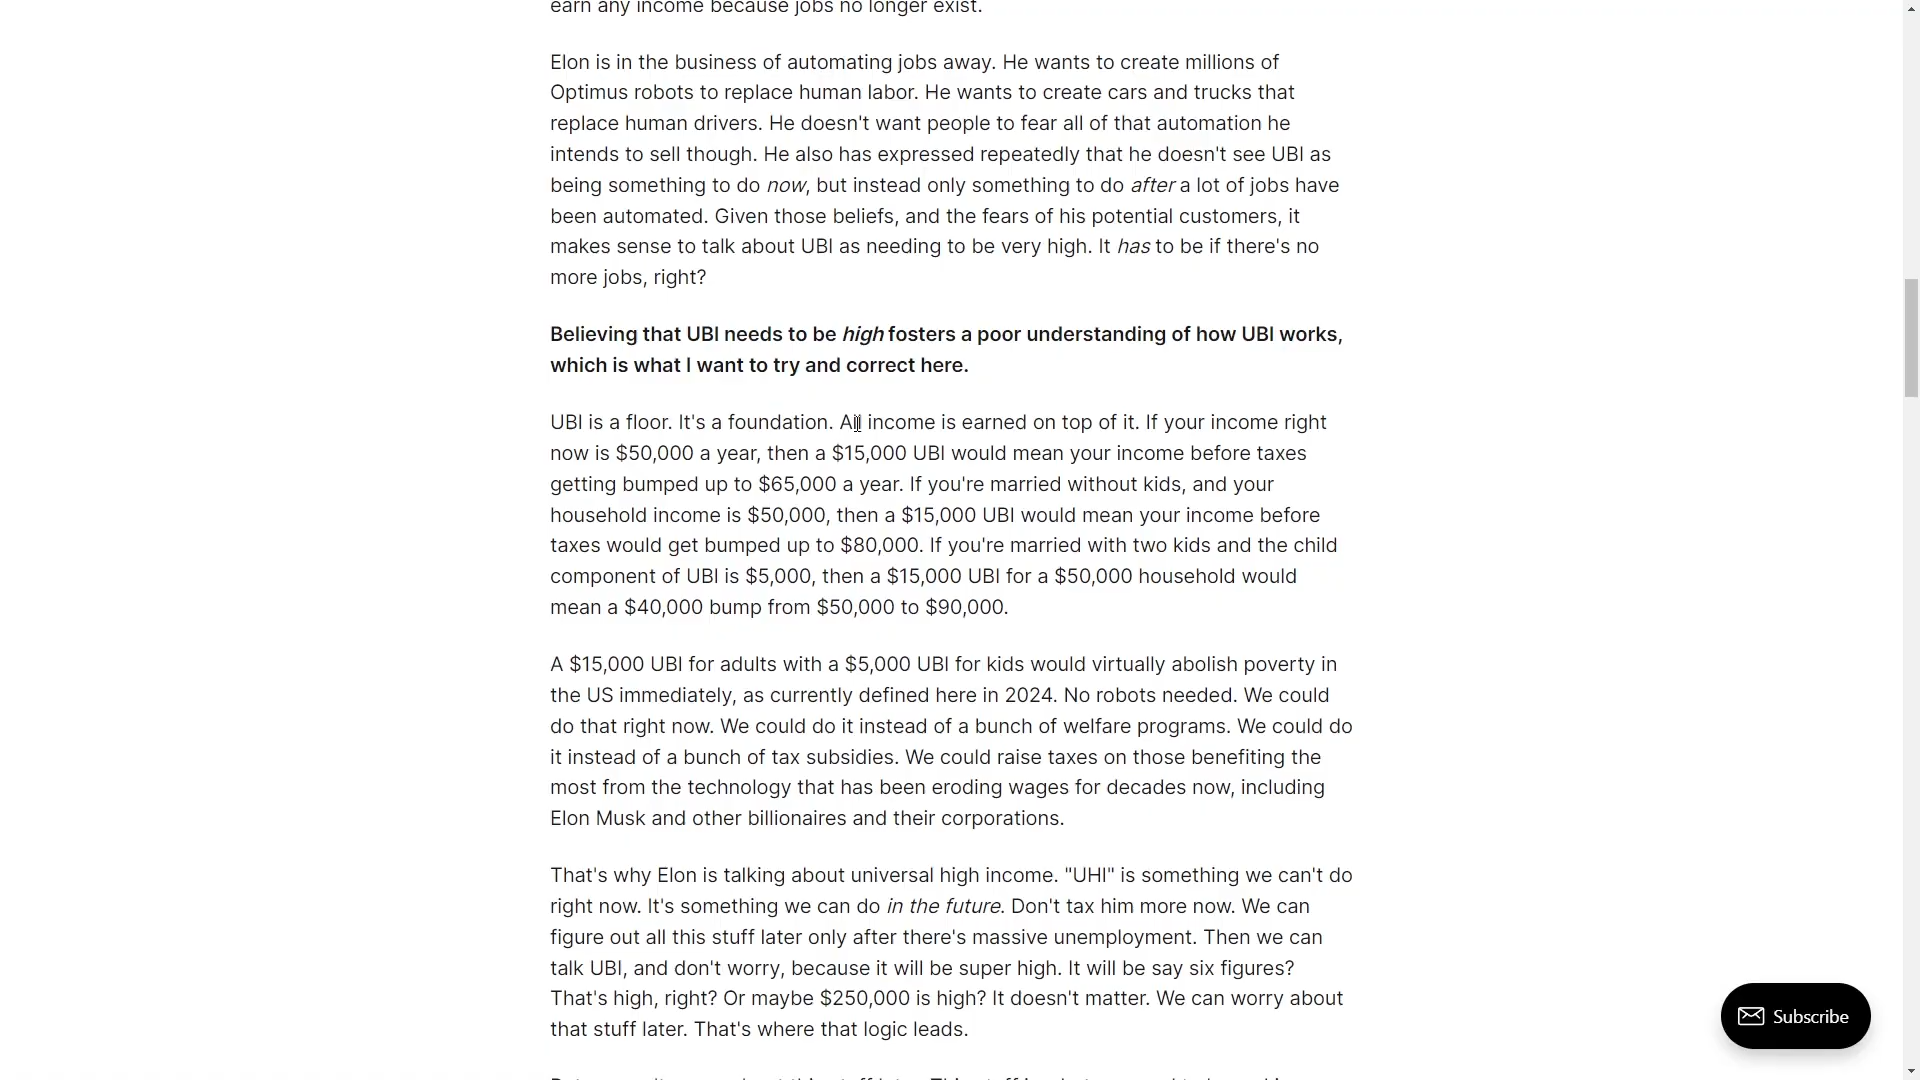 earn any income because jobs no longer exist.
Elon is in the business of automating jobs away. He wants to create millions of
Optimus robots to replace human labor. He wants to create cars and trucks that
replace human drivers. He doesn't want people to fear all of that automation he
intends to sell though. He also has expressed repeatedly that he doesn't see UBI as
being something to do now, but instead only something to do after a lot of jobs have
been automated. Given those beliefs, and the fears of his potential customers, it
makes sense to talk about UBI as needing to be very high. It has to be if there's no
more jobs, right?
Believing that UBI needs to be high fosters a poor understanding of how UBI works,
which is what I want to try and correct here.
UBI is a floor. It's a foundation. All income is earned on top of it. If your income right
now is $50,000 a year, then a $15,000 UBI would mean your income before taxes
getting bumped up to $65,000 a year. If you're married without kids, and your
household income is $50,000, then a $15,000 UBI would mean your income before
taxes would get bumped up to $80,000. If you're married with two kids and the child
component of UBI is $5,000, then a $15,000 UBI for a $50,000 household would
mean a $40,000 bump from $50,000 to $90,000.
A $15,000 UBI for adults with a $5,000 UBI for kids would virtually abolish poverty in
the US immediately, as currently defined here in 2024. No robots needed. We could
do that right now. We could do it instead of a bunch of welfare programs. We could do
it instead of a bunch of tax subsidies. We could raise taxes on those benefiting the
most from the technology that has been eroding wages for decades now, including
Elon Musk and other billionaires and their corporations.
That's why Elon is talking about universal high income. "UHI" is something we can't do
right now. It's something we can do in the future. Don't tax him more now. We can
figure out all this stuff later only after there's massive unemployment. Then we can
talk UBI, and don't worry, because it will be super high. It will be say six figures?
That's high, right? Or maybe $250,000 is high? It doesn't matter. We can worry about
that stuff later. That's where that logic leads.
Subscribe